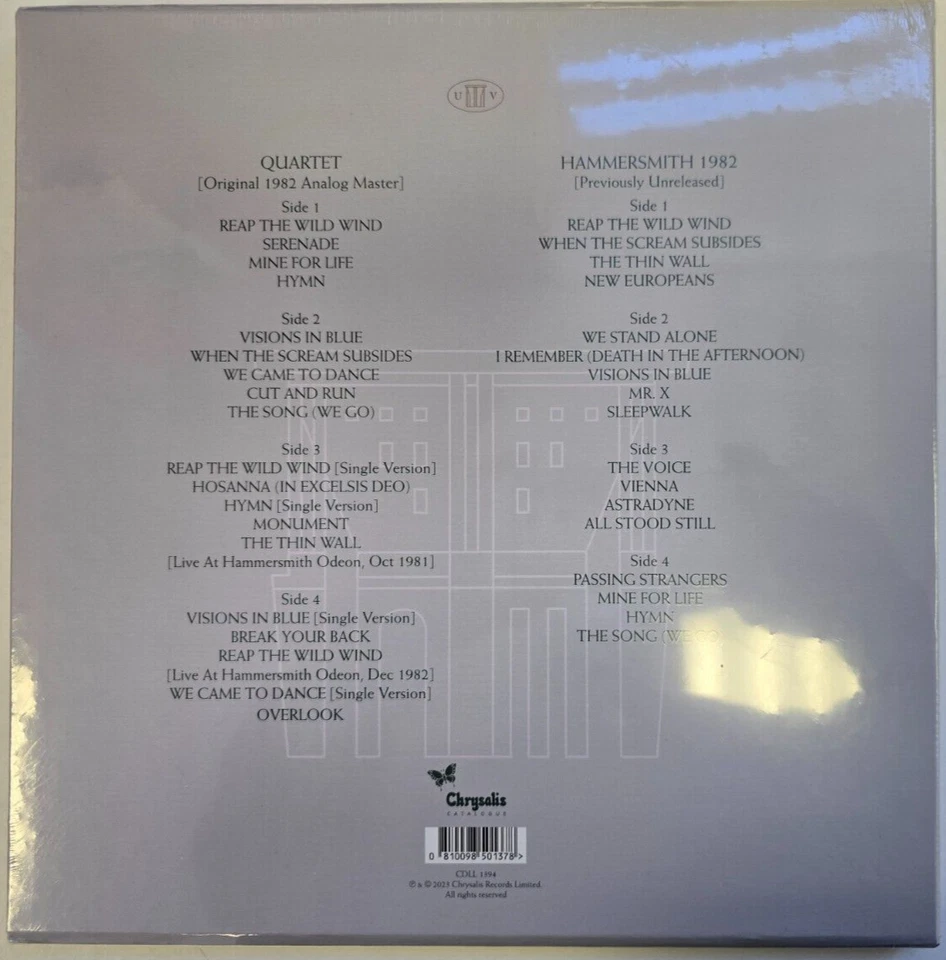 U V
QUARTET
[Original 1982 Analog Master]
Side 1
REAP THE WILD WIND
SERENADE
MINE FOR LIFE
HYMN
Side 2
VISIONS IN BLUE
WHEN THE SCREAM SUBSIDES
WE CAME TO DANCE
CUT AND RUN
THE SONG (WE GO)
Side 3
REAP THE WILD WIND [Single Version]
HOSANNA (IN EXCELSIS DEO)
HYMN [Single Version]
MONUMENT
THE THIN WALL
[Live At Hammersmith Odeon, Oct 1981]
Side 4
VISIONS IN BLUE [Single Version]
BREAK YOUR BACK
REAP THE WILD WIND
[Live At Hammersmith Odeon, Dec 1982]
WE CAME TO DANCE [Single Version]
OVERLOOK
HAMMERSMITH 1982
[Previously Unreleased]
Side 1
REAP THE WILD WIND
WHEN THE SCREAM SUBSIDES
THE THIN WALL
NEW EUROPEANS
Side 2
WE STAND ALONE
I REMEMBER (DEATH IN THE AFTERNOON)
VISIONS IN BLUE
MR. X
SLEEPWALK
Side 3
THE VOICE
VIENNA
ASTRADYNE
ALL STOOD STILL
Side 4
PASSING STRANGERS
MINE FOR LIFE
HYMN
THE SONG (WE GO
Chrysalis
CATALOGUE
0 810098 501378 >
CDLL 1394
℗ & © 2023 Chrysalis Records Limited.
All rights reserved